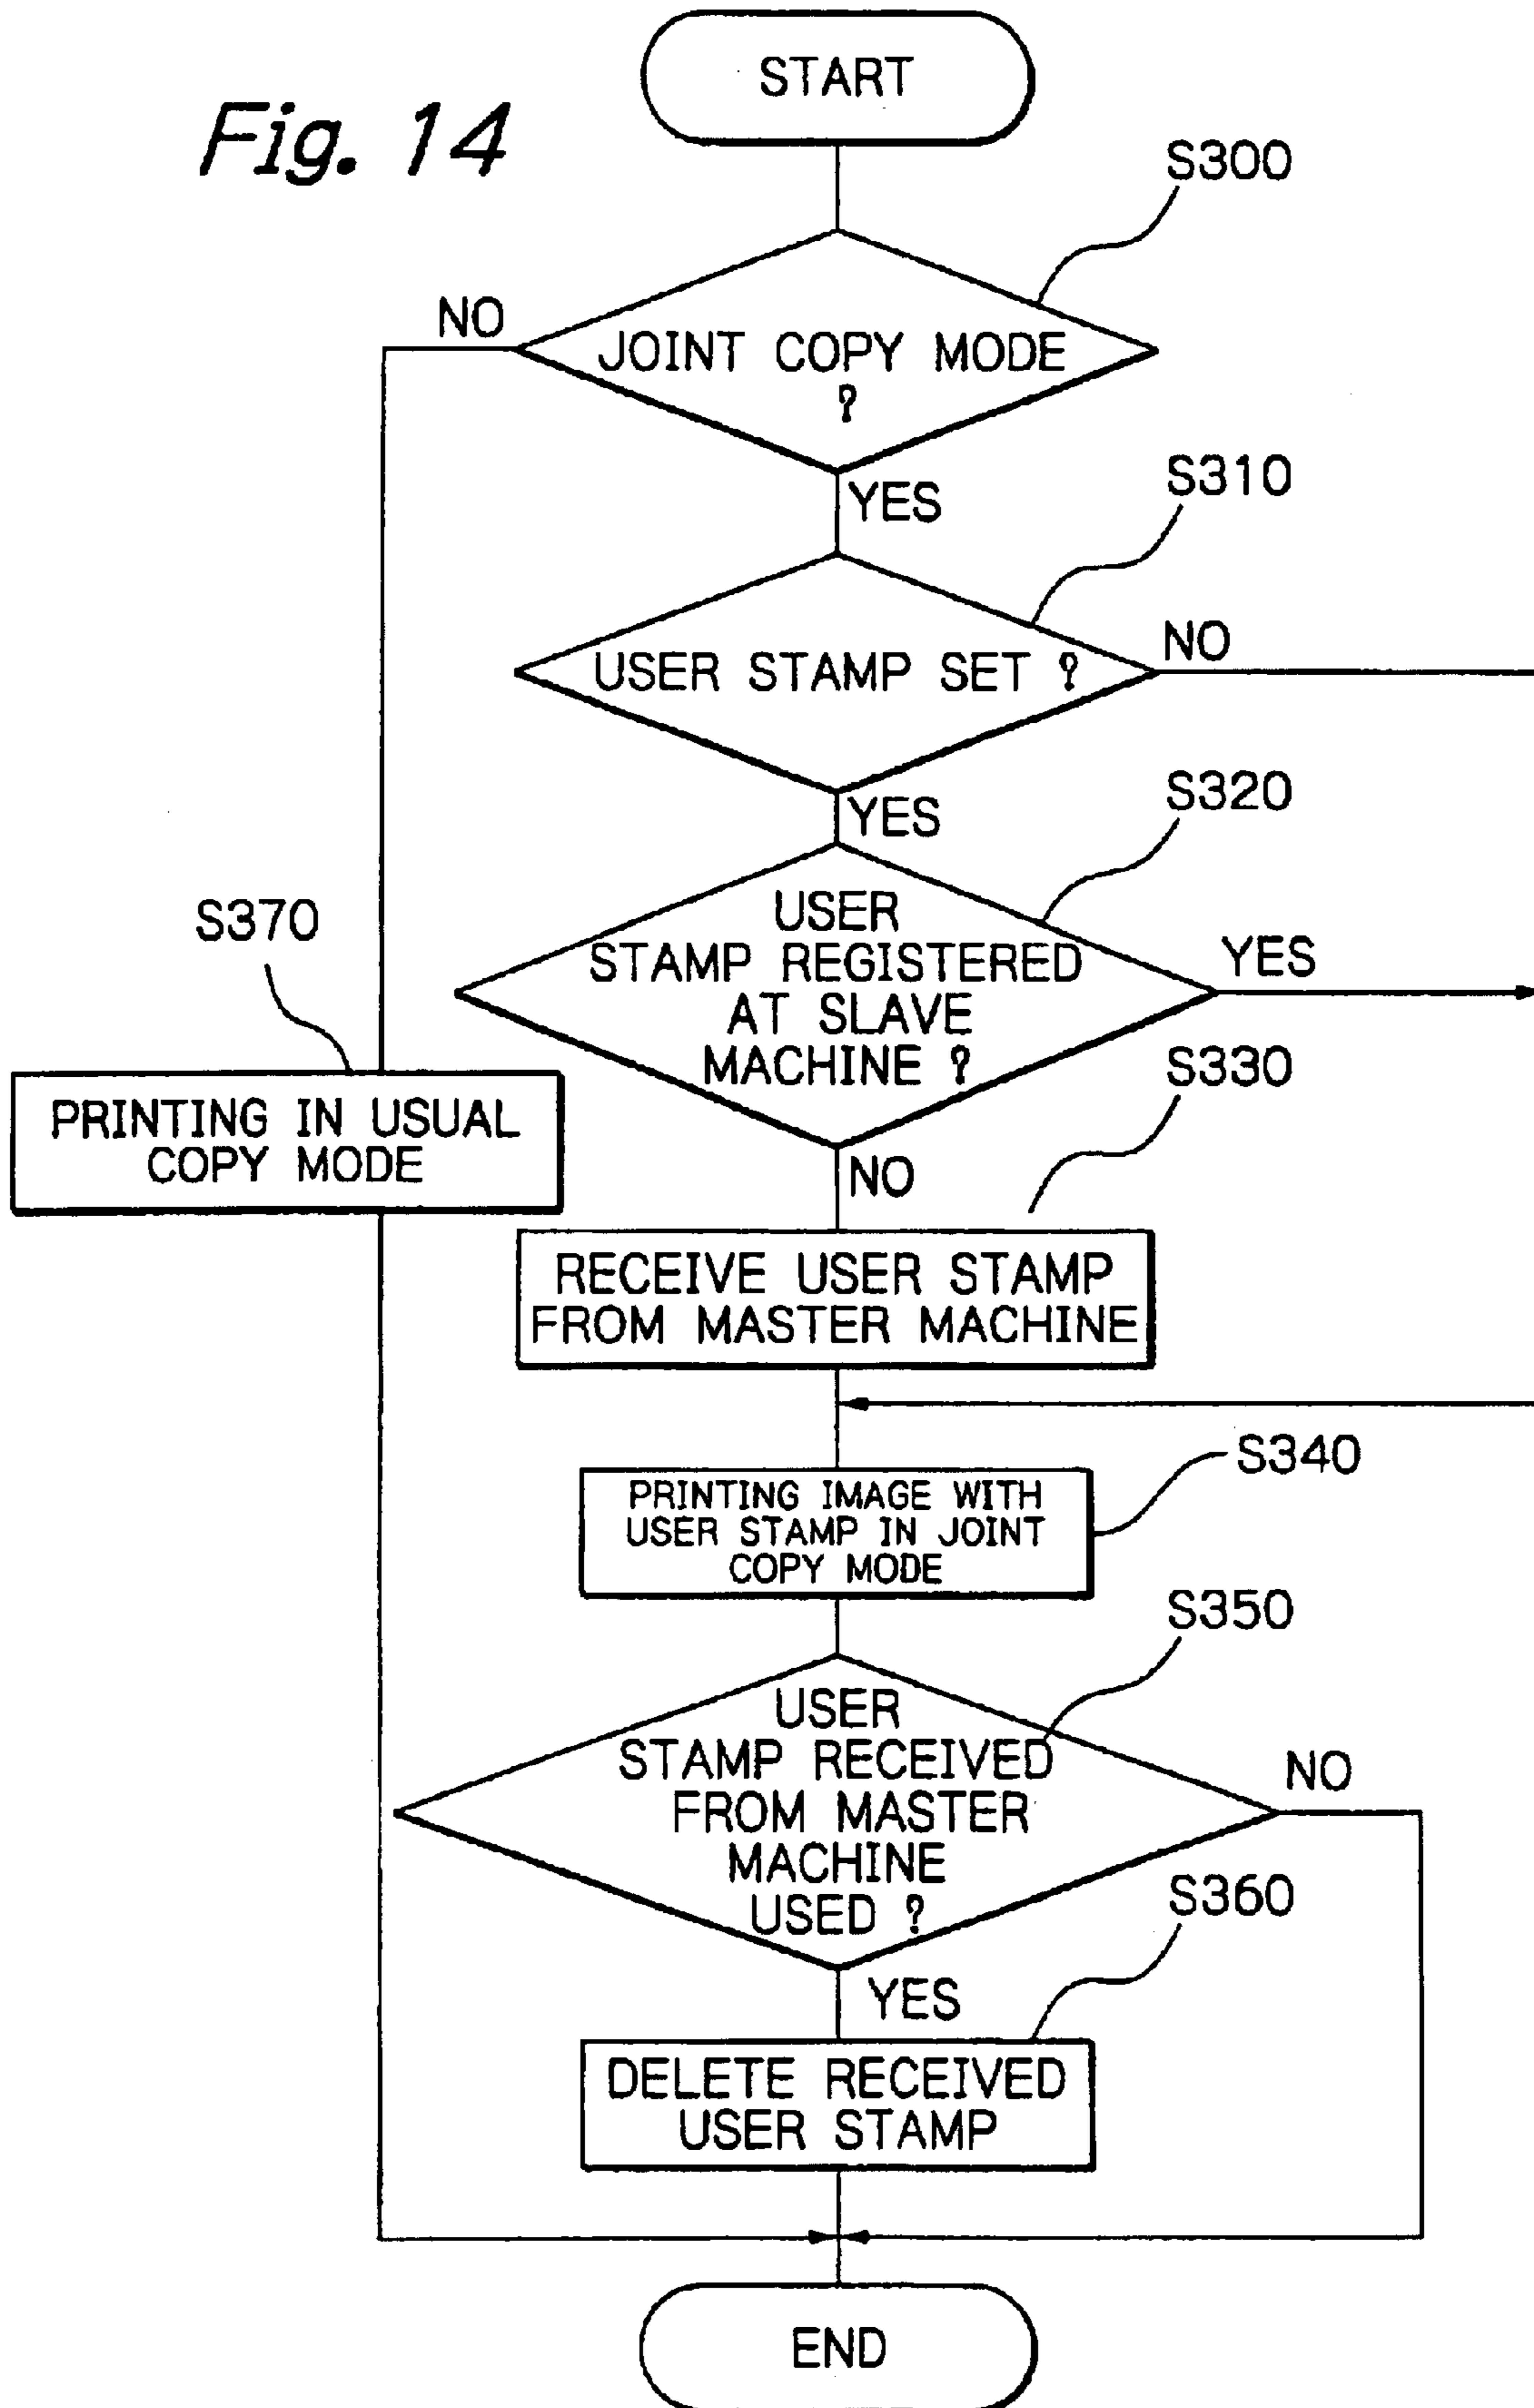 Fig. 14
START
S300
NO
JOINT COPY MODE
?
YES
S310
NO
USER STAMP SET ?
YES
S320
USER
STAMP REGISTERED
AT SLAVE
MACHINE ?
YES
S370
PRINTING IN USUAL
COPY MODE
NO
S330
RECEIVE USER STAMP
FROM MASTER MACHINE
S340
PRINTING IMAGE WITH
USER STAMP IN JOINT
COPY MODE
S350
USER
STAMP RECEIVED
FROM MASTER
MACHINE
USED ?
NO
YES
S360
DELETE RECEIVED
USER STAMP
END